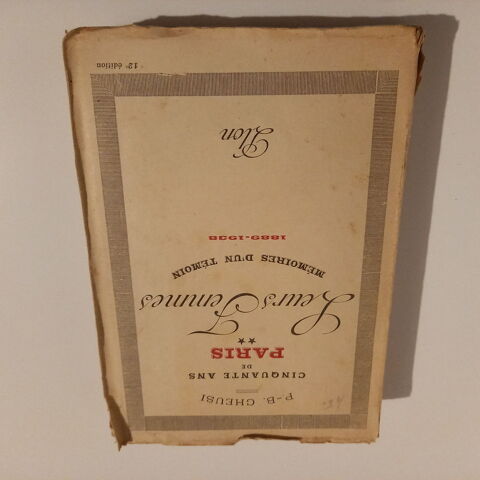 P.-B. GHEUSI
CINQUANTE ANS
DE
PARIS
★★
Leurs Femmes
MÉMOIRES D'UN TÉMOIN
1889-1938
Plon
12e édition